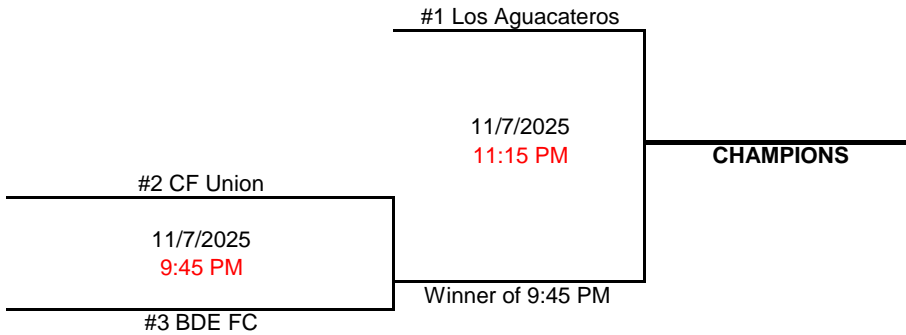 #1 Los Aguacateros
11/7/2025
11:15 PM
CHAMPIONS
#2 CF Union
11/7/2025
9:45 PM
Winner of 9:45 PM
#3 BDE FC